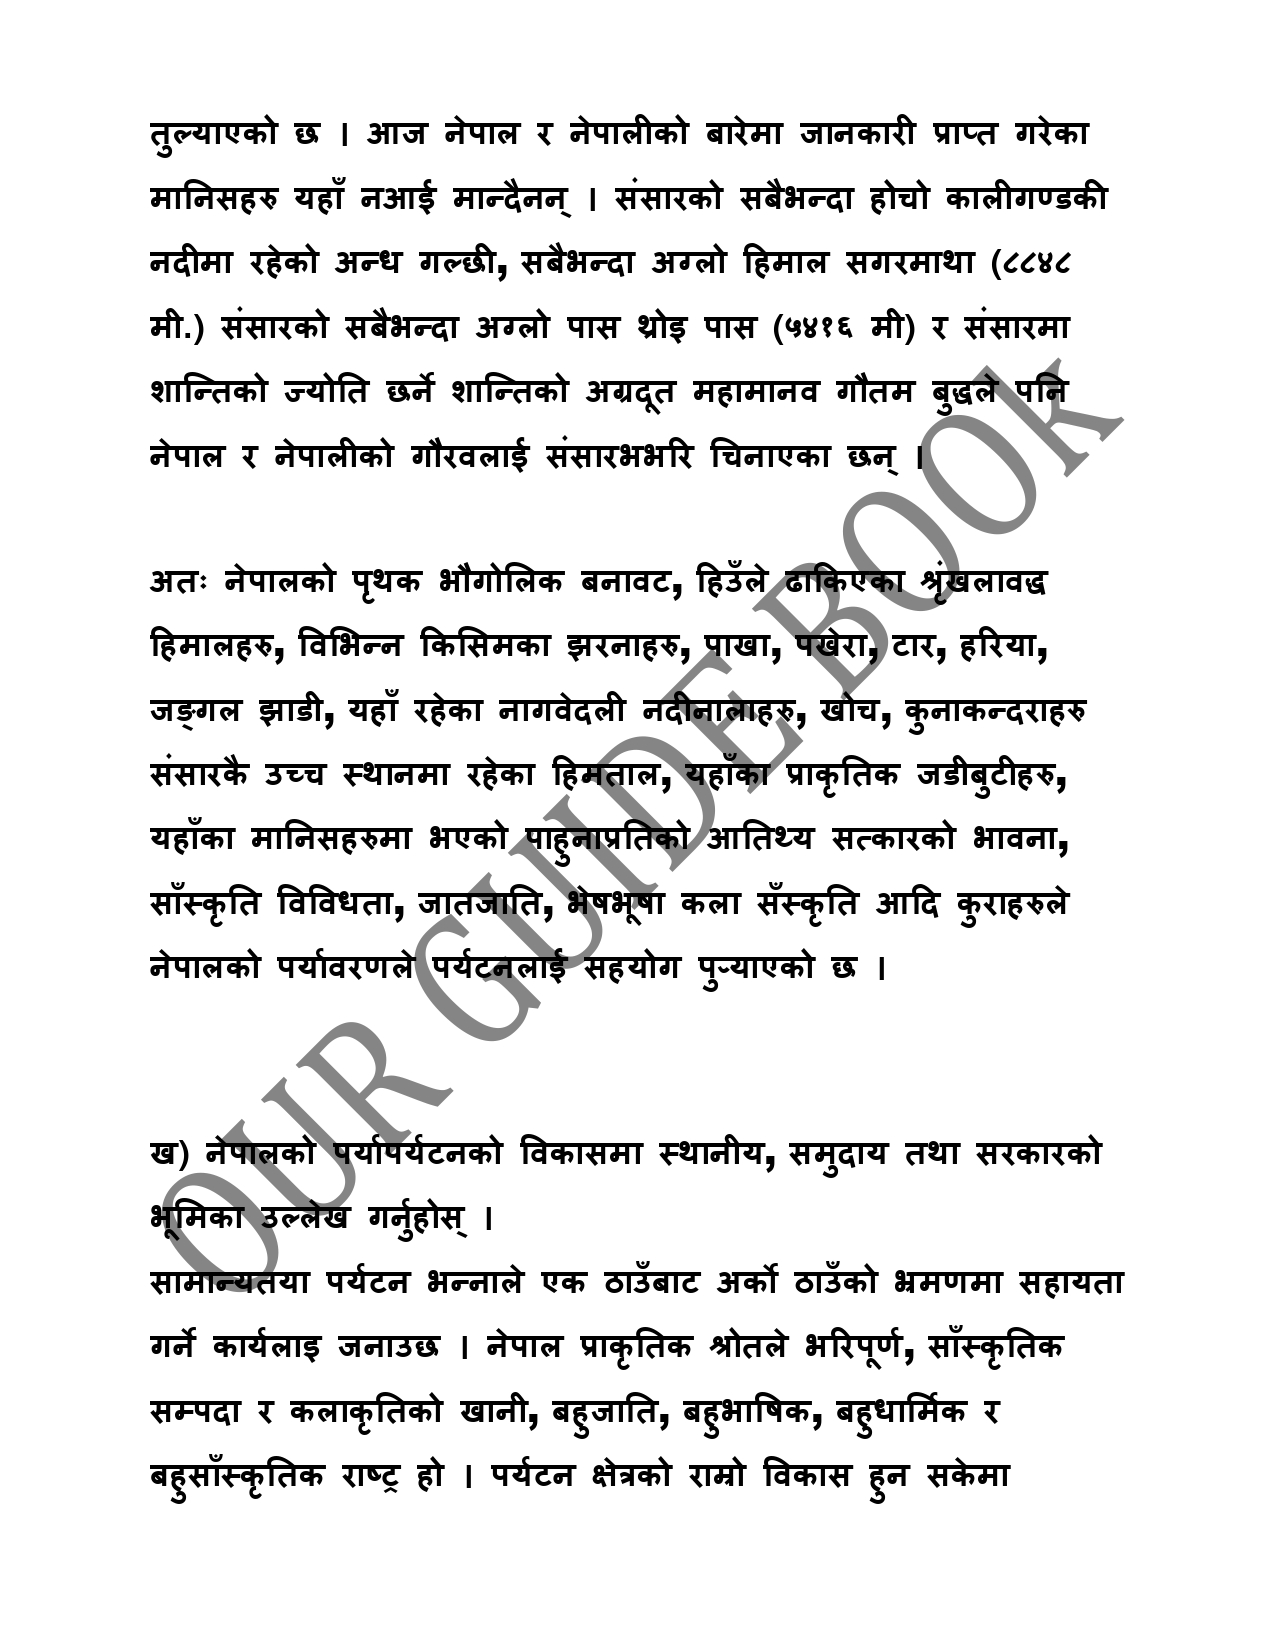 तुल्याएको छ । आज नेपाल र नेपालीको बारेमा जानकारी प्राप्त गरेका
मानिसहरु यहाँ नआई मान्दैनन् । संसारको सबैभन्दा होचो कालीगण्डकी
नदीमा रहेको अन्ध गल्छी, सबैभन्दा अग्लो हिमाल सगरमाथा (८८४८
मी.) संसारको सबैभन्दा अग्लो पास थ्रोइ पास (५४१६ मी) र संसारमा
शान्तिको ज्योति छर्ने शान्तिको अग्रदूत महामानव गौतम बुद्धले पनि
नेपाल र नेपालीको गौरवलाई संसारभभरि चिनाएका छन् ।
अतः नेपालको पृथक भौगोलिक बनावट, हिउँले ढाकिएका श्रृंखलावद्ध
हिमालहरु, विभिन्न किसिमका झरनाहरु, पाखा, पखेरा, टार, हरिया,
जङ्गल झाडी, यहाँ रहेका नागवेदली नदीनालाहरु, खोच, कुनाकन्दराहरु
संसारकै उच्च स्थानमा रहेका हिमताल, यहाँका प्राकृतिक जडीबुटीहरु,
यहाँका मानिसहरुमा भएको पाहुनाप्रतिको आतिथ्य सत्कारको भावना,
साँस्कृति विविधता, जातजाति, भेषभूषा कला सँस्कृति आदि कुराहरुले
नेपालको पर्यावरणले पर्यटनलाई सहयोग पुऱ्याएको छ ।
ख) नेपालको पर्यापर्यटनको विकासमा स्थानीय, समुदाय तथा सरकारको
भूमिका उल्लेख गर्नुहोस् ।
सामान्यतया पर्यटन भन्नाले एक ठाउँबाट अर्को ठाउँको भ्रमणमा सहायता
गर्ने कार्यलाइ जनाउछ । नेपाल प्राकृतिक श्रोतले भरिपूर्ण, साँस्कृतिक
सम्पदा र कलाकृतिको खानी, बहुजाति, बहुभाषिक, बहुधार्मिक र
बहुसाँस्कृतिक राष्ट्र हो । पर्यटन क्षेत्रको राम्रो विकास हुन सकेमा
OUR GUIDE BOOk